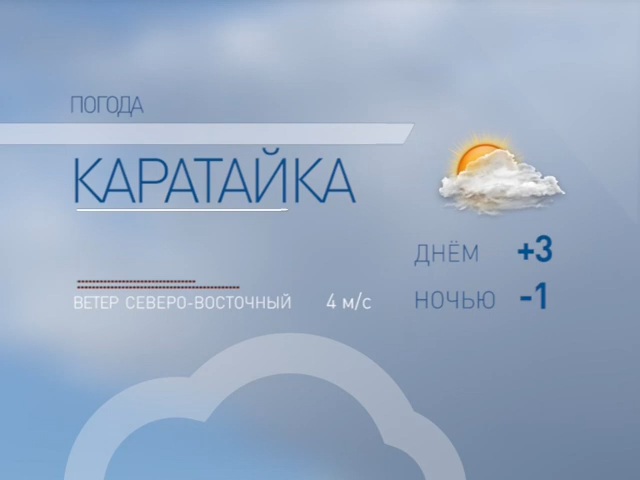 ПОГОДА
КАРАТАЙКА
ДНЁМ +3
ВЕТЕР СЕВЕРО-ВОСТОЧНЫЙ 4 м/с
НОЧЬЮ -1